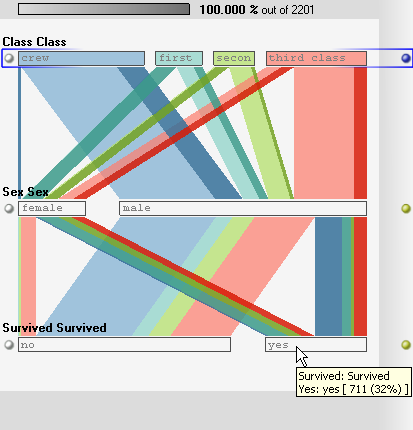 100.000 % out of 2201
Class Class
crew first secon third class
Sex Sex
female male
Survived Survived
no yes
Survived: Survived
Yes: yes [ 711 (32%) ]